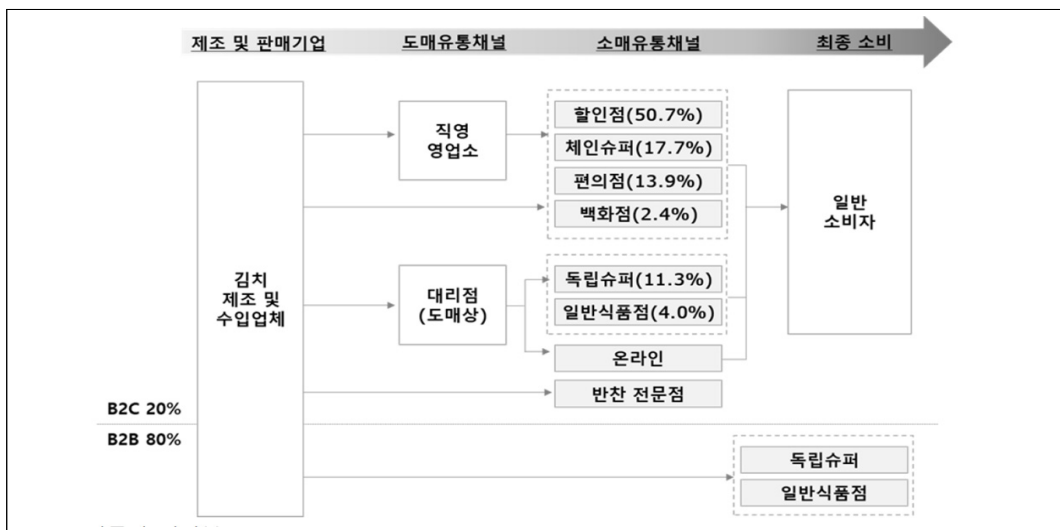 제조 및 판매기업
도매유통채널
소매유통채널
최종 소비
김치
제조 및
수입업체
직영
영업소
대리점
(도매상)
할인점(50.7%)
체인슈퍼(17.7%)
편의점(13.9%)
백화점(2.4%)
독립슈퍼(11.3%)
일반식품점(4.0%)
온라인
반찬 전문점
일반
소비자
B2C 20%
B2B 80%
독립슈퍼
일반식품점